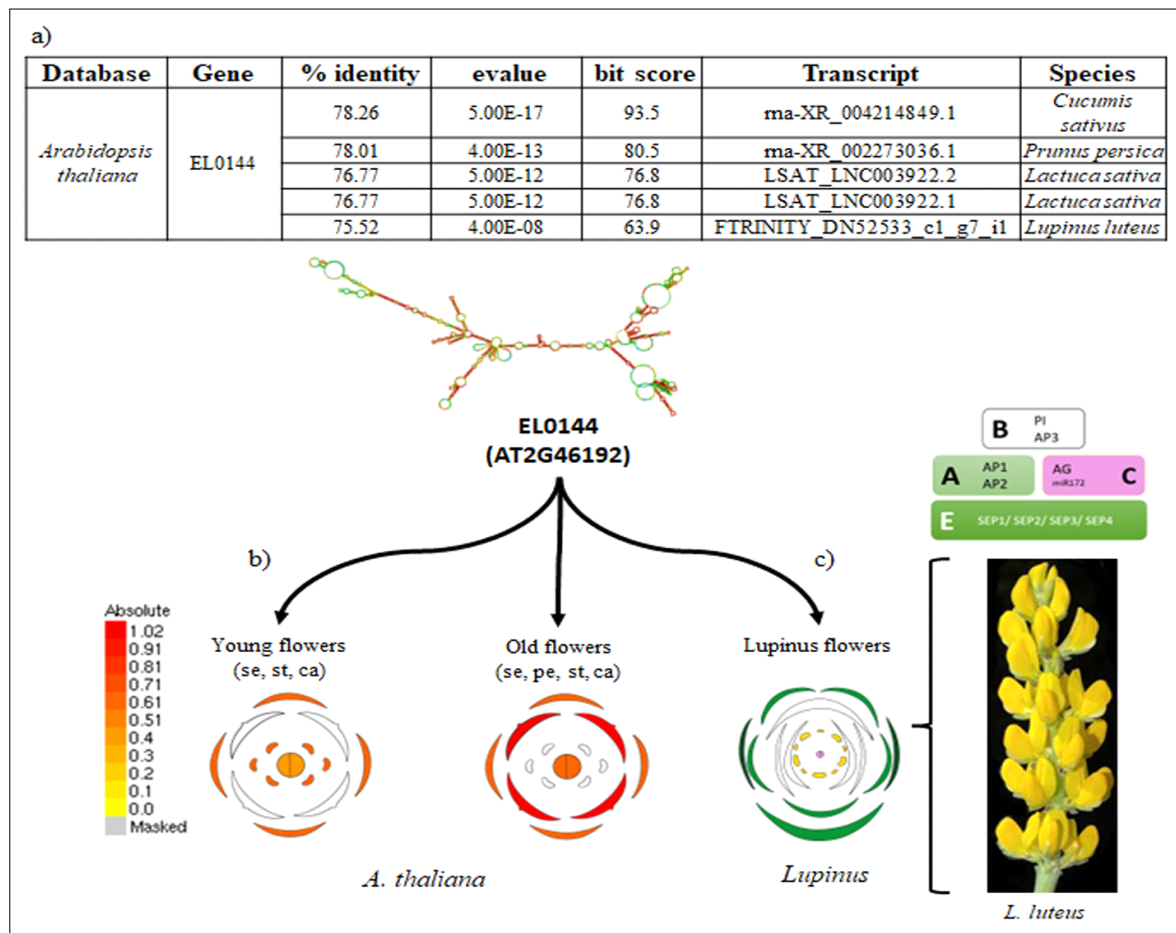 a)
Database Gene % identity evalue bit score Transcript Species
Arabidopsis thaliana EL0144 78.26 5.00E-17 93.5 rna-XR_004214849.1 Cucumis sativus
78.01 4.00E-13 80.5 rna-XR_002273036.1 Prunus persica
76.77 5.00E-12 76.8 LSAT_LNC003922.2 Lactuca sativa
76.77 5.00E-12 76.8 LSAT_LNC003922.1 Lactuca sativa
75.52 4.00E-08 63.9 FTRINITY_DN52533_c1_g7_i1 Lupinus luteus
EL0144
(AT2G46192)
B PI
AP3
A AP1
AP2
AG C
miR172
E SEP1/ SEP2/ SEP3/ SEP4
b)
c)
Absolute
1.02
0.91
0.81
0.71
0.61
0.51
0.4
0.3
0.2
0.1
0.0
Masked
Young flowers
(se, st, ca)
Old flowers
(se, pe, st, ca)
Lupinus flowers
A. thaliana
Lupinus
L. luteus